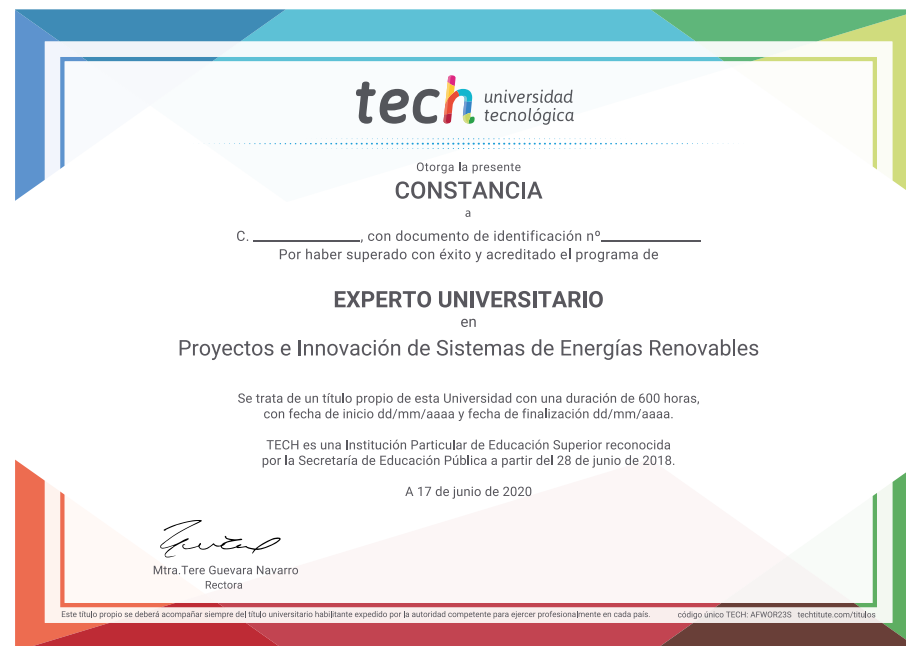 tech universidad
tecnológica
Otorga la presente
CONSTANCIA
a
C. ____________, con documento de identificación nº____________
Por haber superado con éxito y acreditado el programa de
EXPERTO UNIVERSITARIO
en
Proyectos e Innovación de Sistemas de Energías Renovables
Se trata de un título propio de esta Universidad con una duración de 600 horas,
con fecha de inicio dd/mm/aaaa y fecha de finalización dd/mm/aaaa.
TECH es una Institución Particular de Educación Superior reconocida
por la Secretaría de Educación Pública a partir del 28 de junio de 2018.
A 17 de junio de 2020
Mtra.Tere Guevara Navarro
Rectora
Este título propio se deberá acompañar siempre del título universitario habilitante expedido por la autoridad competente para ejercer profesionalmente en cada país. código único TECH: AFWOR23S techtitute.com/titulos